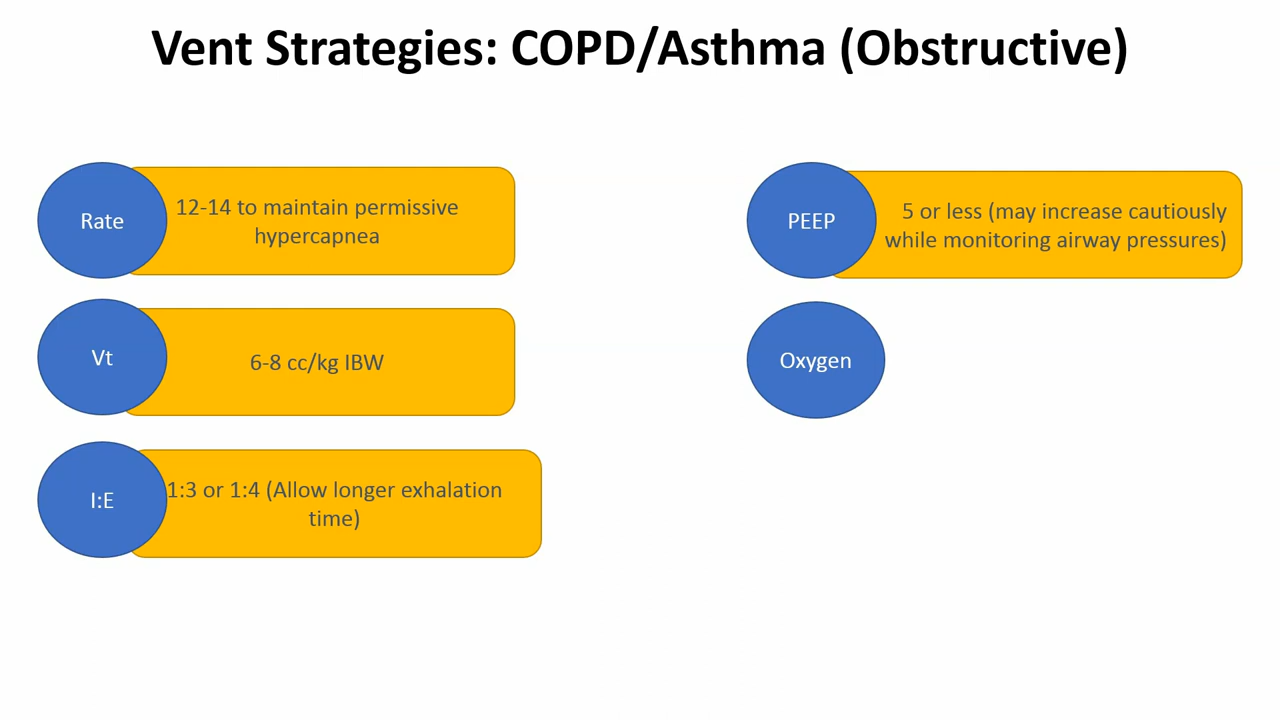 Vent Strategies: COPD/Asthma (Obstructive)
Rate
12-14 to maintain permissive
hypercapnea
Vt
6-8 cc/kg IBW
I:E
1:3 or 1:4 (Allow longer exhalation
time)
PEEP
5 or less (may increase cautiously
while monitoring airway pressures)
Oxygen